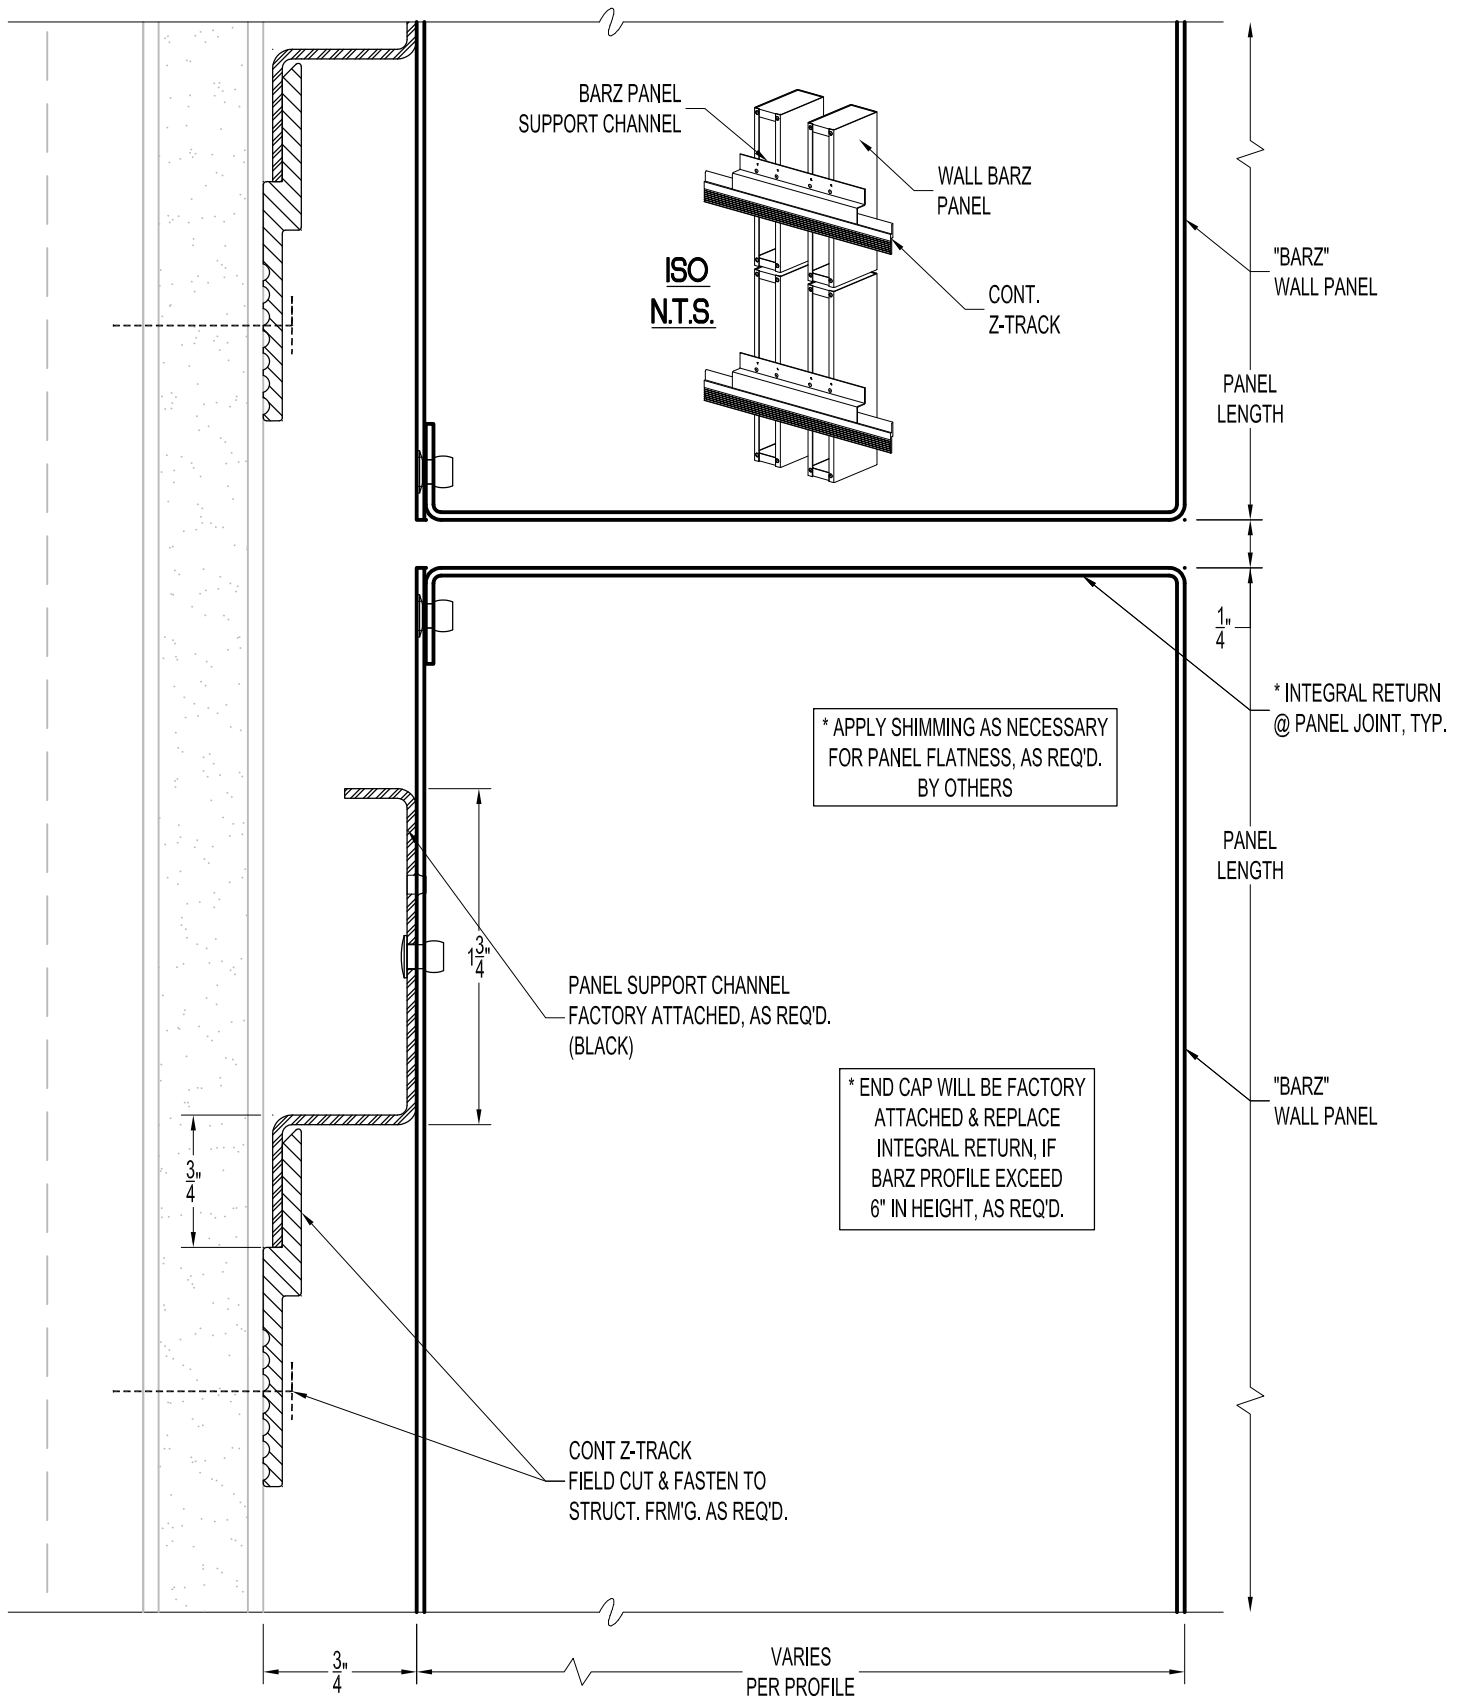 BARZ PANEL
SUPPORT CHANNEL
WALL BARZ
PANEL
ISO
N.T.S.
CONT.
Z-TRACK
"BARZ"
WALL PANEL
PANEL
LENGTH
1/4"
* INTEGRAL RETURN
@ PANEL JOINT, TYP.
* APPLY SHIMMING AS NECESSARY
FOR PANEL FLATNESS, AS REQ'D.
BY OTHERS
PANEL
LENGTH
1 3/4"
PANEL SUPPORT CHANNEL
FACTORY ATTACHED, AS REQ'D.
(BLACK)
* END CAP WILL BE FACTORY
ATTACHED & REPLACE
INTEGRAL RETURN, IF
BARZ PROFILE EXCEED
6" IN HEIGHT, AS REQ'D.
"BARZ"
WALL PANEL
3/4"
CONT Z-TRACK
FIELD CUT & FASTEN TO
STRUCT. FRM'G. AS REQ'D.
3/4"
VARIES
PER PROFILE